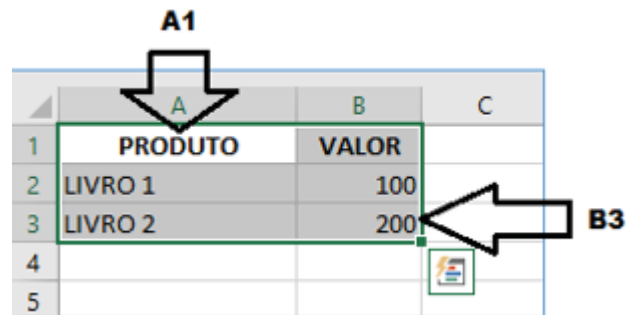 A1
A B C
1 PRODUTO VALOR
2 LIVRO 1 100
3 LIVRO 2 200
B3
4
5